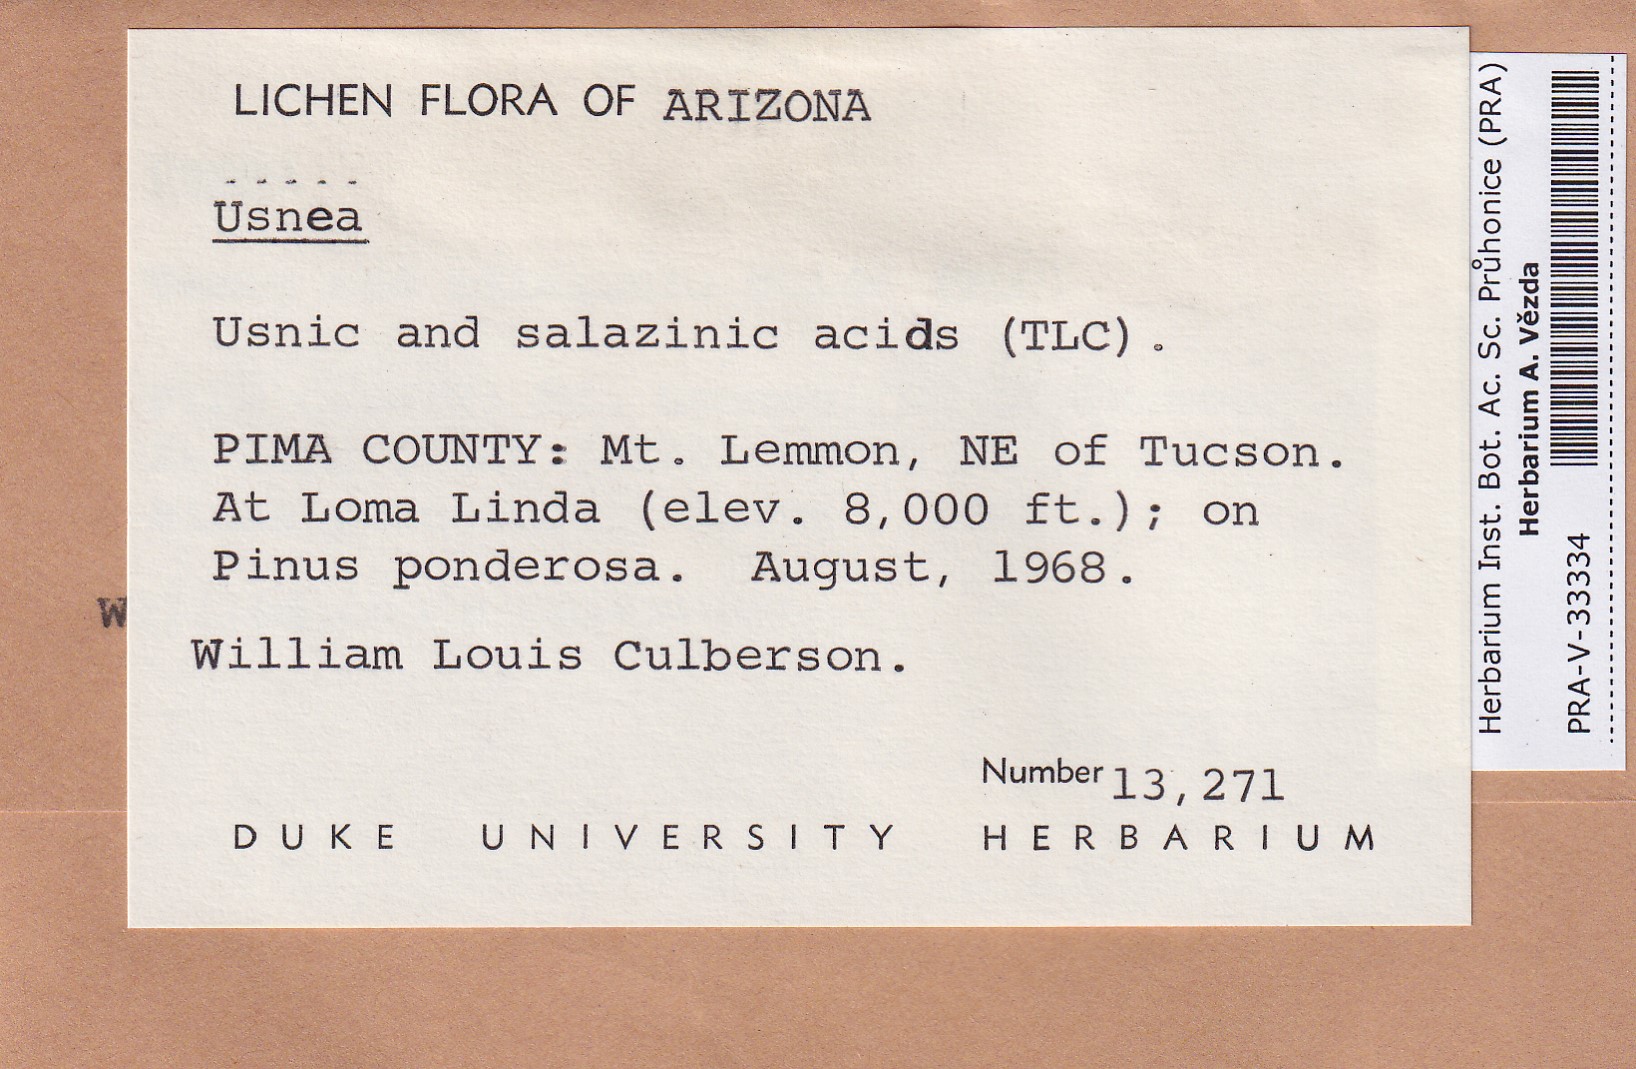 LICHEN FLORA OF ARIZONA
Usnea
Usnic and salazinic acids (TLC).
PIMA COUNTY: Mt. Lemmon, NE of Tucson.
At Loma Linda (elev. 8,000 ft.); on
Pinus ponderosa. August, 1968.
William Louis Culberson.
Number 13,271
DUKE UNIVERSITY HERBARIUM
W
Herbarium Inst. Bot. Ac. Sc. Průhonice (PRA)
Herbarium A. Vězda
PRA-V-33334